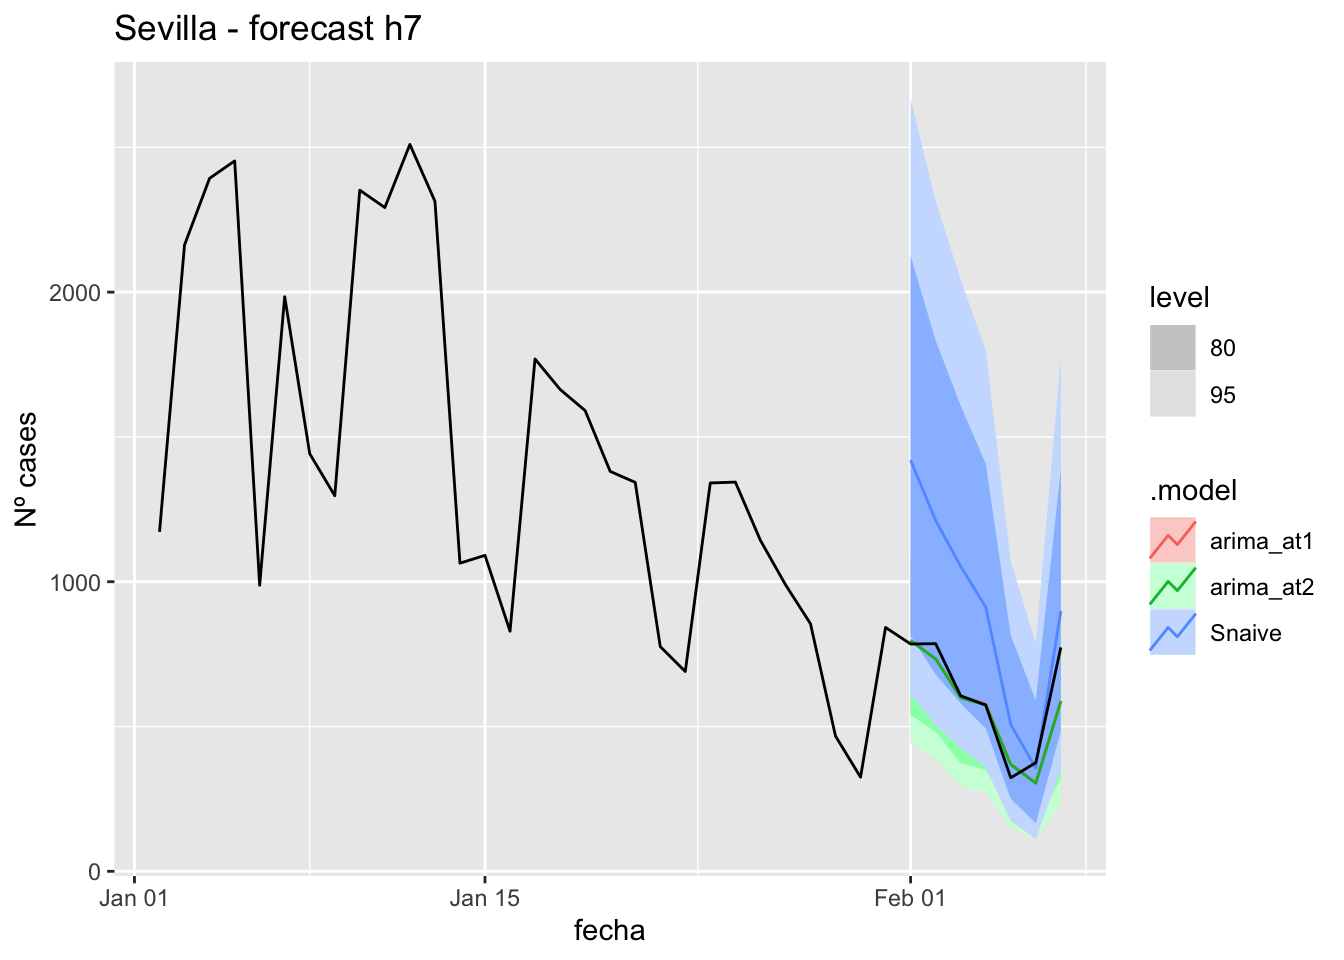 Sevilla - forecast h7
Nº cases
2000
1000
0
Jan 01
Jan 15
Feb 01
fecha
level
80
95
.model
arima_at1
arima_at2
Snaive